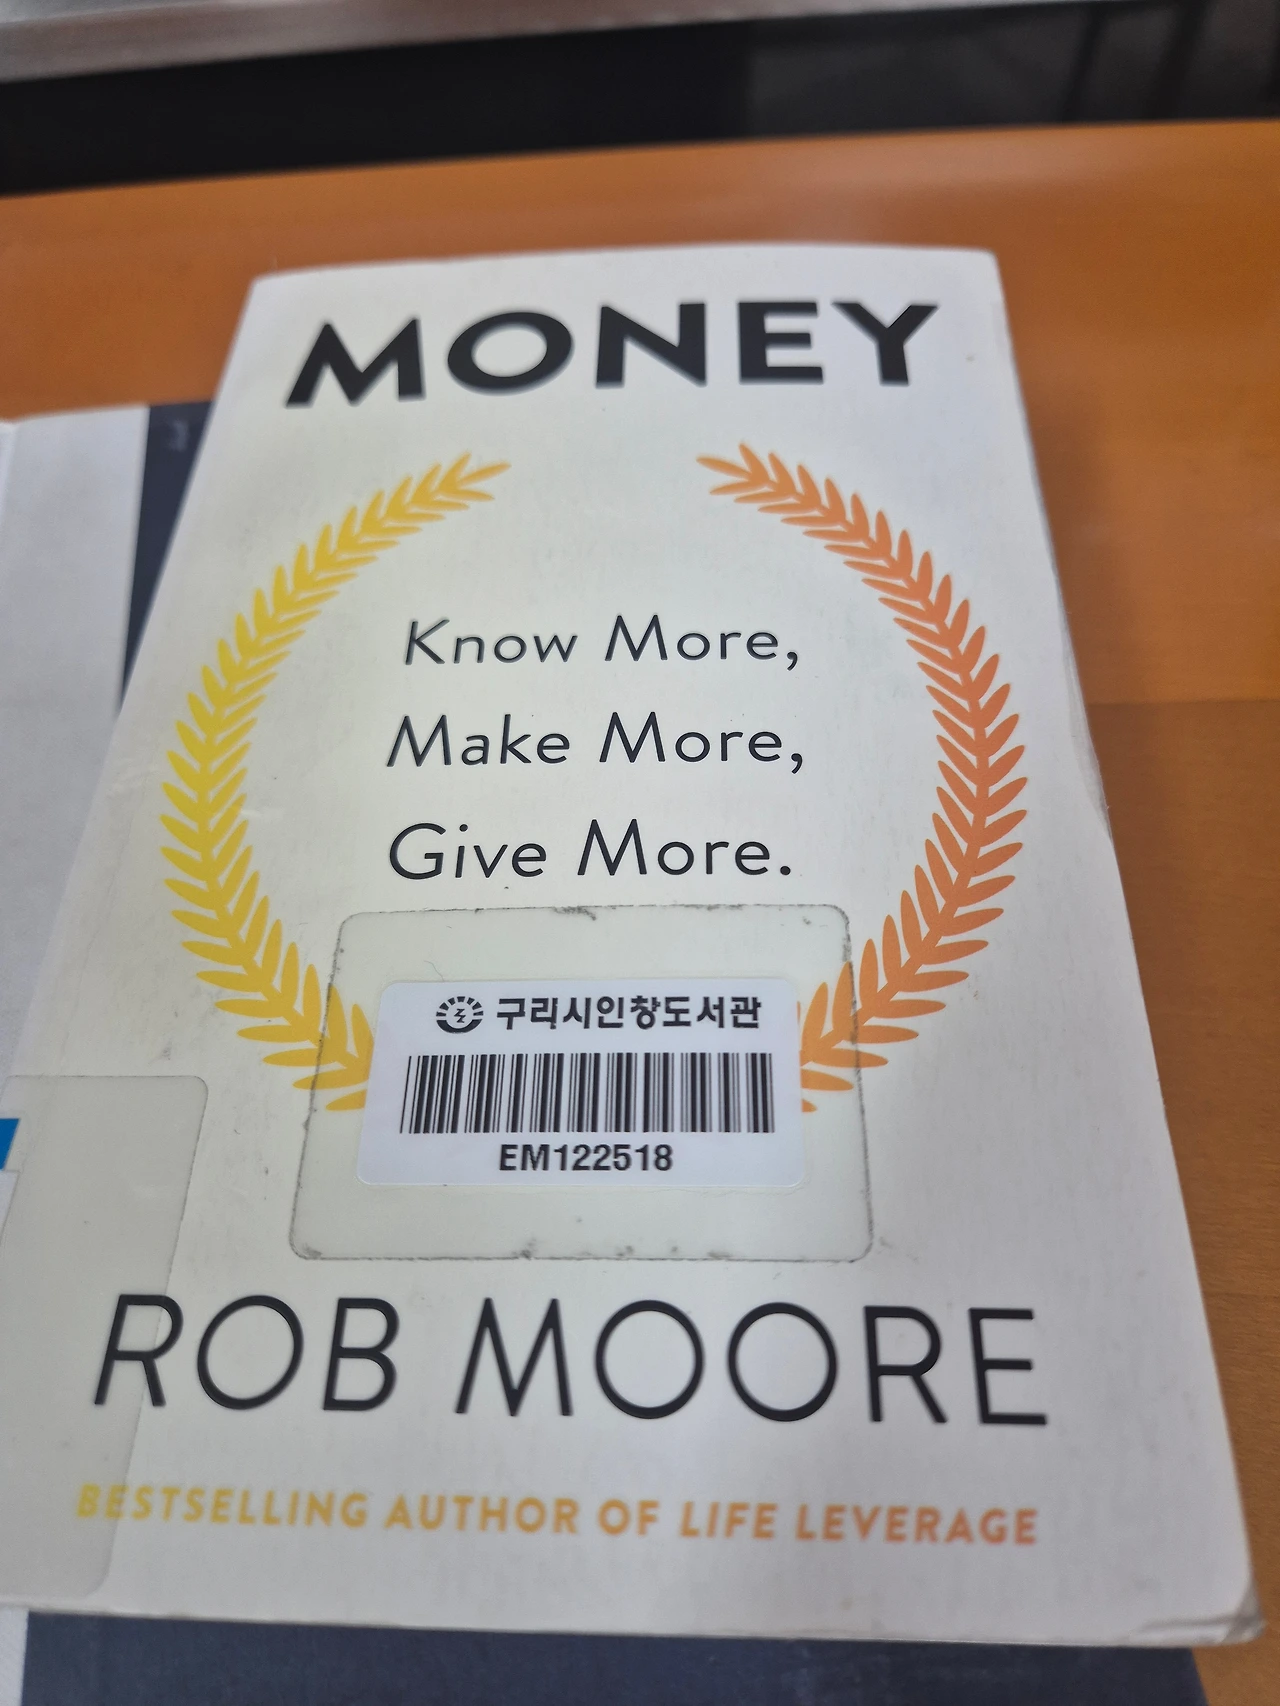 MONEY
Know More,
Make More,
Give More.
구리시인창도서관
EM122518
ROB MOORE
BESTSELLING AUTHOR OF LIFE LEVERAGE